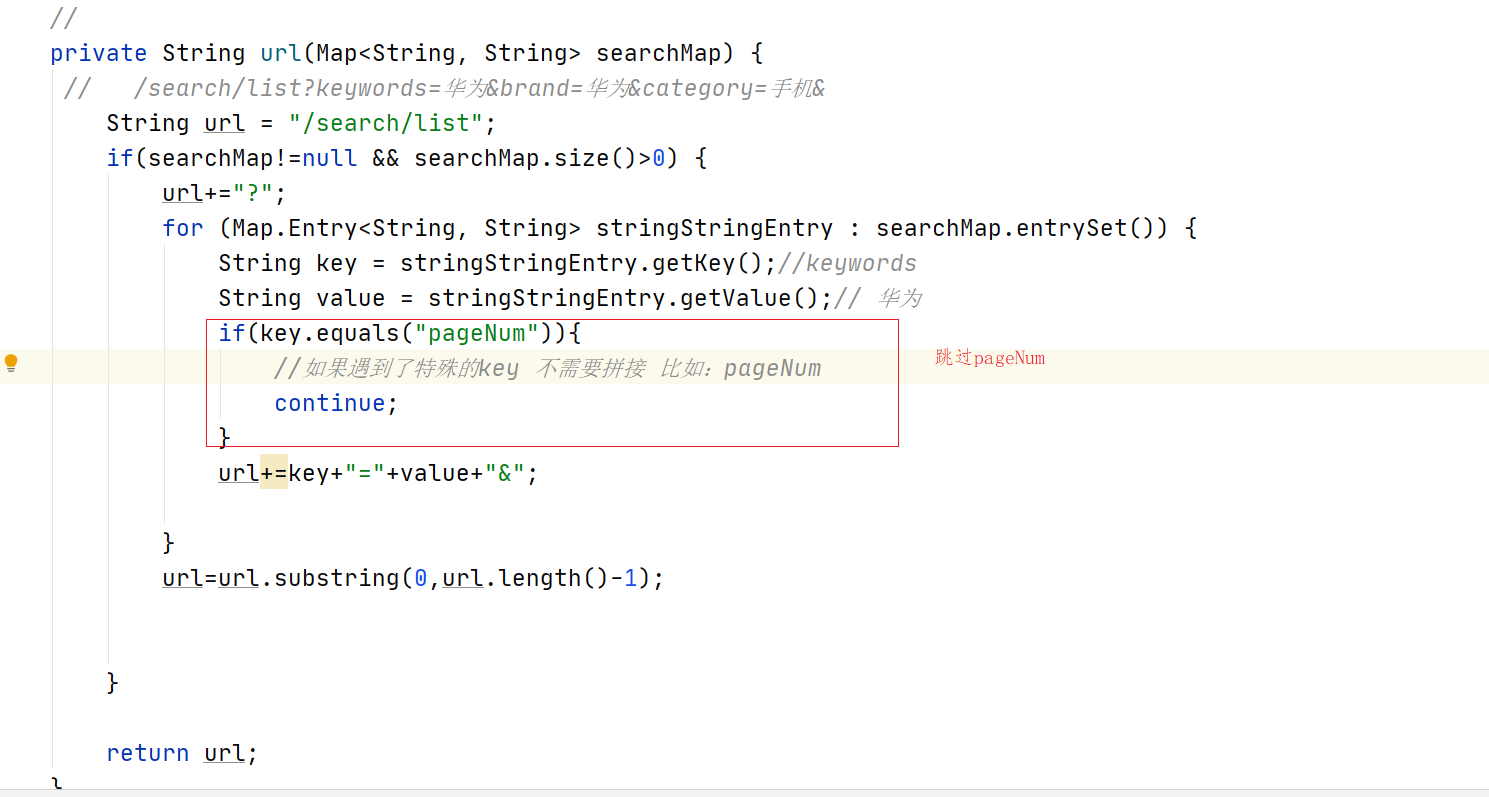 //
private String url(Map<String, String> searchMap) {
//   /search/list?keywords=华为&brand=华为&category=手机&
String url = "/search/list";
if(searchMap!=null && searchMap.size()>0) {
url+="?";
for (Map.Entry<String, String> stringStringEntry : searchMap.entrySet()) {
String key = stringStringEntry.getKey();//keywords
String value = stringStringEntry.getValue();// 华为
if(key.equals("pageNum")){
//如果遇到了特殊的key 不需要拼接 比如：pageNum
跳过pageNum
continue;
}
url+=key+"="+value+"&";
}
url=url.substring(0,url.length()-1);
}
return url;
}